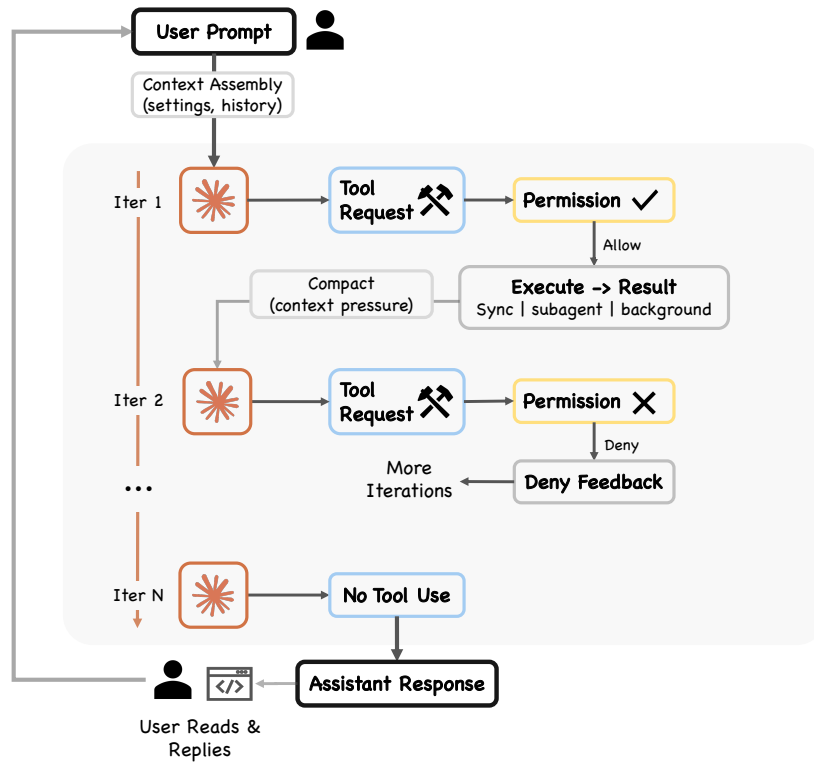 User Prompt
Context Assembly
(settings, history)
Iter 1
Tool
Request
Permission
Allow
Execute -> Result
Sync | subagent | background
Compact
(context pressure)
Iter 2
Tool
Request
Permission
Deny
Deny Feedback
More
Iterations
...
Iter N
No Tool Use
Assistant Response
</>
User Reads &
Replies